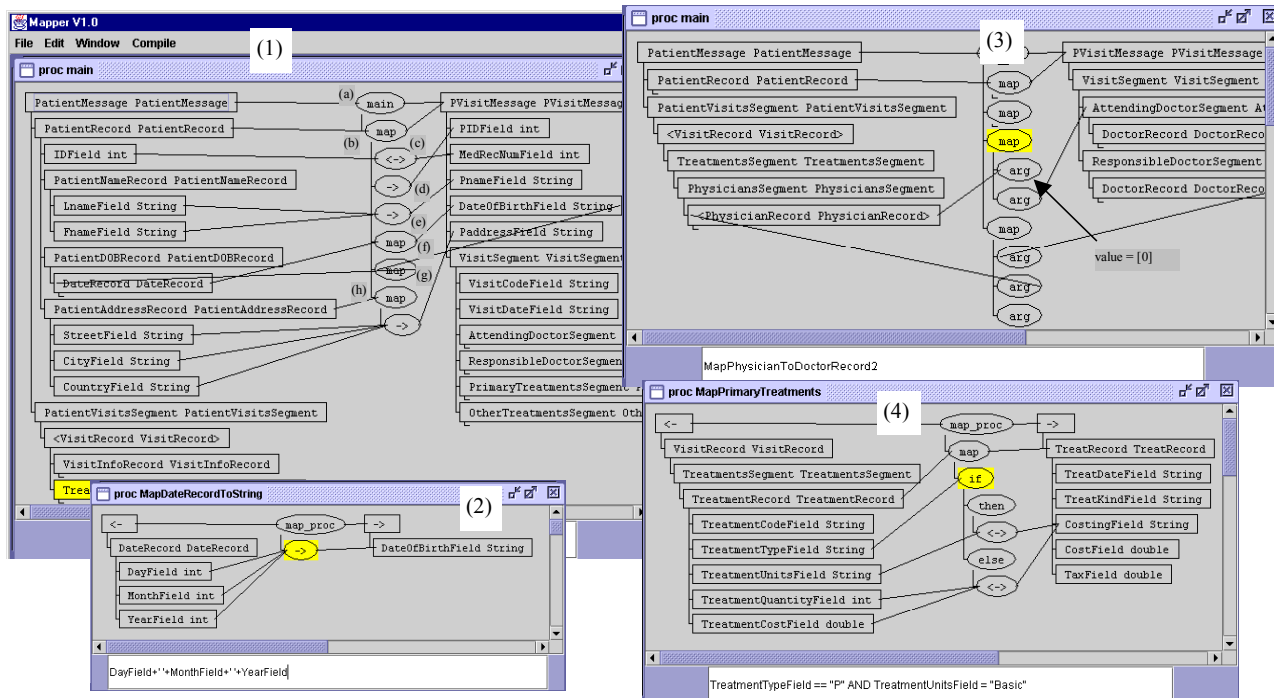 Mapper V1.0
File Edit Window Compile
(1)
proc main
PatientMessage PatientMessage
(a)
main
PVisitMessage PVisitMessage
PatientRecord PatientRecord
(b)
map
(c)
PIDField int
IDField int
<->
MedRecNumField int
PatientNameRecord PatientNameRecord
->
(d)
PnameField String
LnameField String
->
DateOfBirthField String
FnameField String
(e)
PaddressField String
PatientDOBRecord PatientDOBRecord
map
(f)
VisitSegment VisitSegment
DateRecord DateRecord
map
(g)
VisitCodeField String
PatientAddressRecord PatientAddressRecord
(h)
map
VisitDateField String
StreetField String
->
AttendingDoctorSegment
CityField String
ResponsibleDoctorSegment
CountryField String
PrimaryTreatmentsSegment
PatientVisitsSegment PatientVisitsSegment
OtherTreatmentsSegment Oth
<VisitRecord VisitRecord>
VisitInfoRecord VisitInfoRecord
Trea
proc MapDateRecordToString
(2)
<-
map_proc
->
DateRecord DateRecord
->
DateOfBirthField String
DayField int
MonthField int
YearField int
DayField+' '+MonthField+' '+YearField
proc main
(3)
PatientMessage PatientMessage
PVisitMessage PVisitMessage
PatientRecord PatientRecord
map
VisitSegment VisitSegment
PatientVisitsSegment PatientVisitsSegment
map
AttendingDoctorSegment At
<VisitRecord VisitRecord>
map
DoctorRecord DoctorReco
TreatmentsSegment TreatmentsSegment
arg
ResponsibleDoctorSegment
PhysiciansSegment PhysiciansSegment
arg
DoctorRecord DoctorReco
<PhysicianRecord PhysicianRecord>
map
arg
value = [0]
arg
arg
MapPhysicianToDoctorRecord2
proc MapPrimaryTreatments
(4)
<-
map_proc
->
VisitRecord VisitRecord
map
TreatRecord TreatRecord
TreatmentsSegment TreatmentsSegment
if
TreatDateField String
TreatmentRecord TreatmentRecord
then
TreatKindField String
TreatmentCodeField String
<->
CostingField String
TreatmentTypeField String
else
CostField double
TreatmentUnitsField String
<->
TaxField double
TreatmentQuantityField int
TreatmentCostField double
TreatmentTypeField == "P" AND TreatmentUnitsField = "Basic"